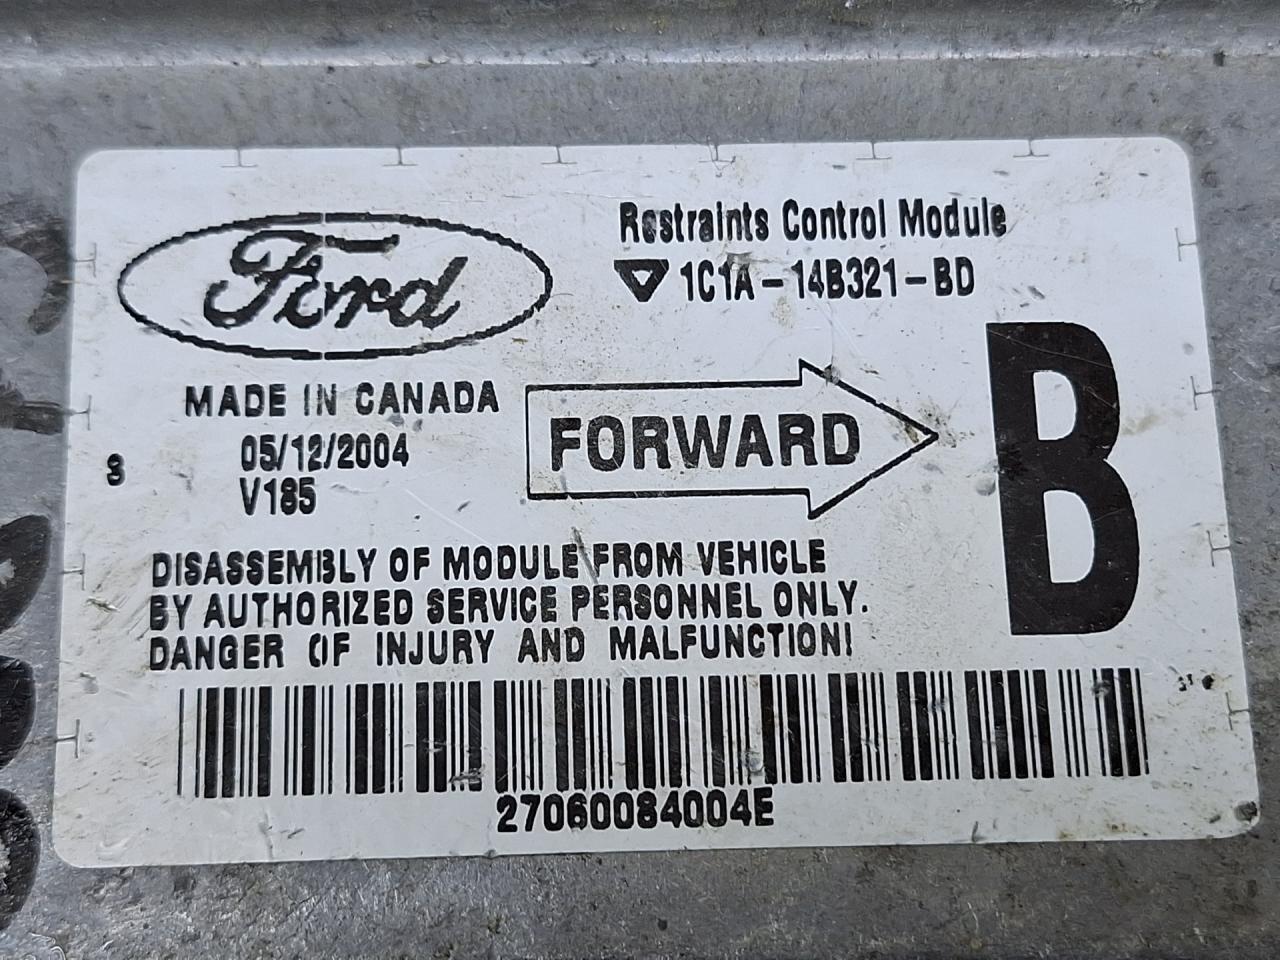 Ford
Restraints Control Module
1C1A-14B321-BD
MADE IN CANADA
05/12/2004
V185
8
FORWARD
B
DISASSEMBLY OF MODULE FROM VEHICLE
BY AUTHORIZED SERVICE PERSONNEL ONLY.
DANGER OF INJURY AND MALFUNCTION!
27060084004E